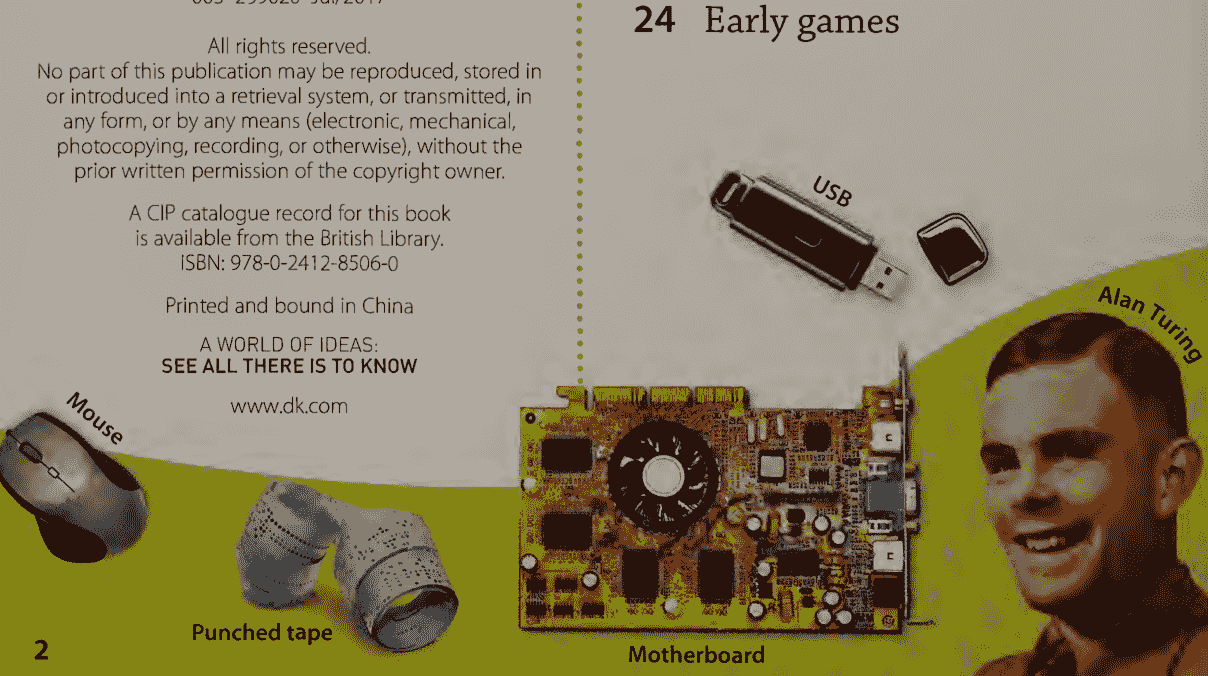 All rights reserved.
No part of this publication may be reproduced, stored in
or introduced into a retrieval system, or transmitted, in
any form, or by any means (electronic, mechanical,
photocopying, recording, or otherwise), without the
prior written permission of the copyright owner.
A CIP catalogue record for this book
is available from the British Library.
ISBN: 978-0-2412-8506-0
Printed and bound in China
A WORLD OF IDEAS:
SEE ALL THERE IS TO KNOW
www.dk.com
24 Early games
USB
Alan Turing
Mouse
Punched tape
Motherboard
2